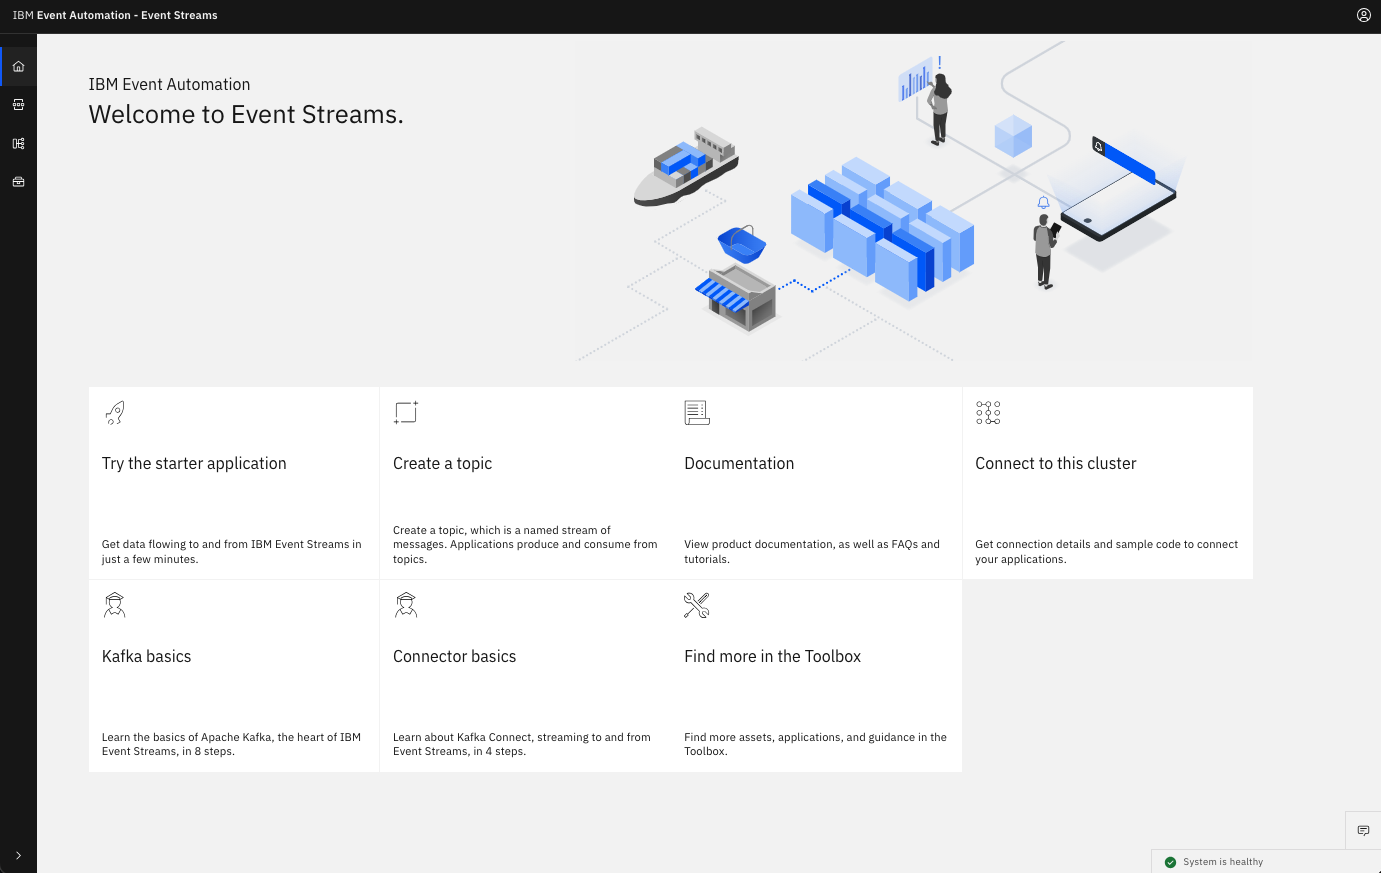 IBM Event Automation - Event Streams
IBM Event Automation
Welcome to Event Streams.
!
Try the starter application
Get data flowing to and from IBM Event Streams in
just a few minutes.
Create a topic
Create a topic, which is a named stream of
messages. Applications produce and consume from
topics.
Documentation
View product documentation, as well as FAQs and
tutorials.
Connect to this cluster
Get connection details and sample code to connect
your applications.
Kafka basics
Learn the basics of Apache Kafka, the heart of IBM
Event Streams, in 8 steps.
Connector basics
Learn about Kafka Connect, streaming to and from
Event Streams, in 4 steps.
Find more in the Toolbox
Find more assets, applications, and guidance in the
Toolbox.
System is healthy